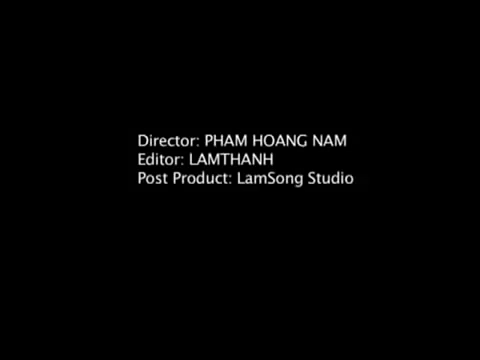 Director: PHAM HOANG NAM
Editor: LAMTHANH
Post Product: LamSong Studio